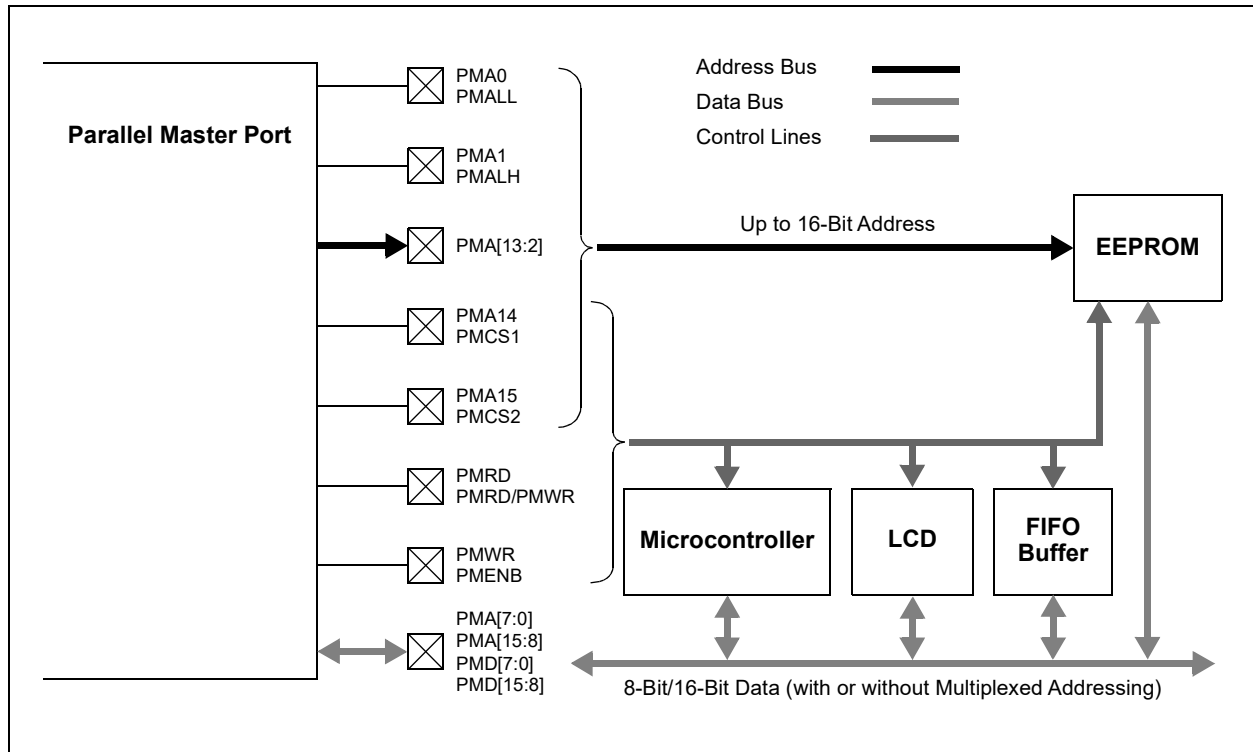 Parallel Master Port
PMA0
PMALL
PMA1
PMALH
PMA[13:2]
PMA14
PMCS1
PMA15
PMCS2
PMRD
PMRD/PMWR
PMWR
PMENB
PMA[7:0]
PMA[15:8]
PMD[7:0]
PMD[15:8]
Address Bus
Data Bus
Control Lines
Up to 16-Bit Address
EEPROM
Microcontroller
LCD
FIFO
Buffer
8-Bit/16-Bit Data (with or without Multiplexed Addressing)